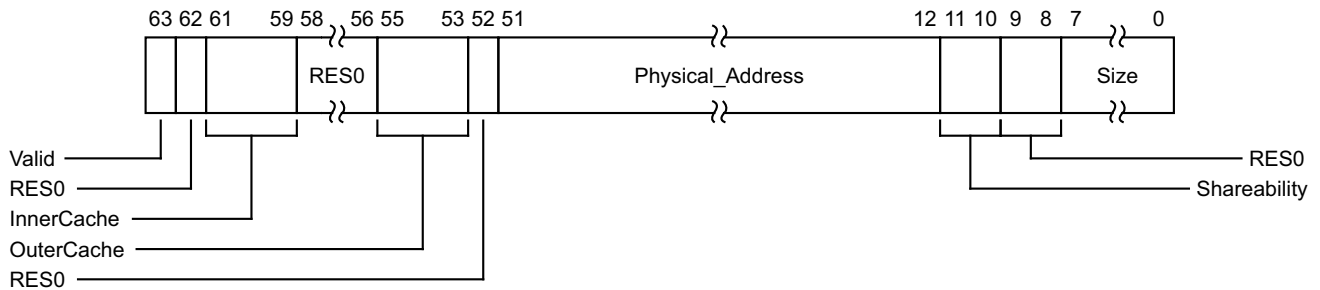 63 62 61 59 58 56 55 53 52 51 12 11 10 9 8 7 0
RES0 Physical_Address Size
Valid RES0
RES0 Shareability
InnerCache
OuterCache
RES0